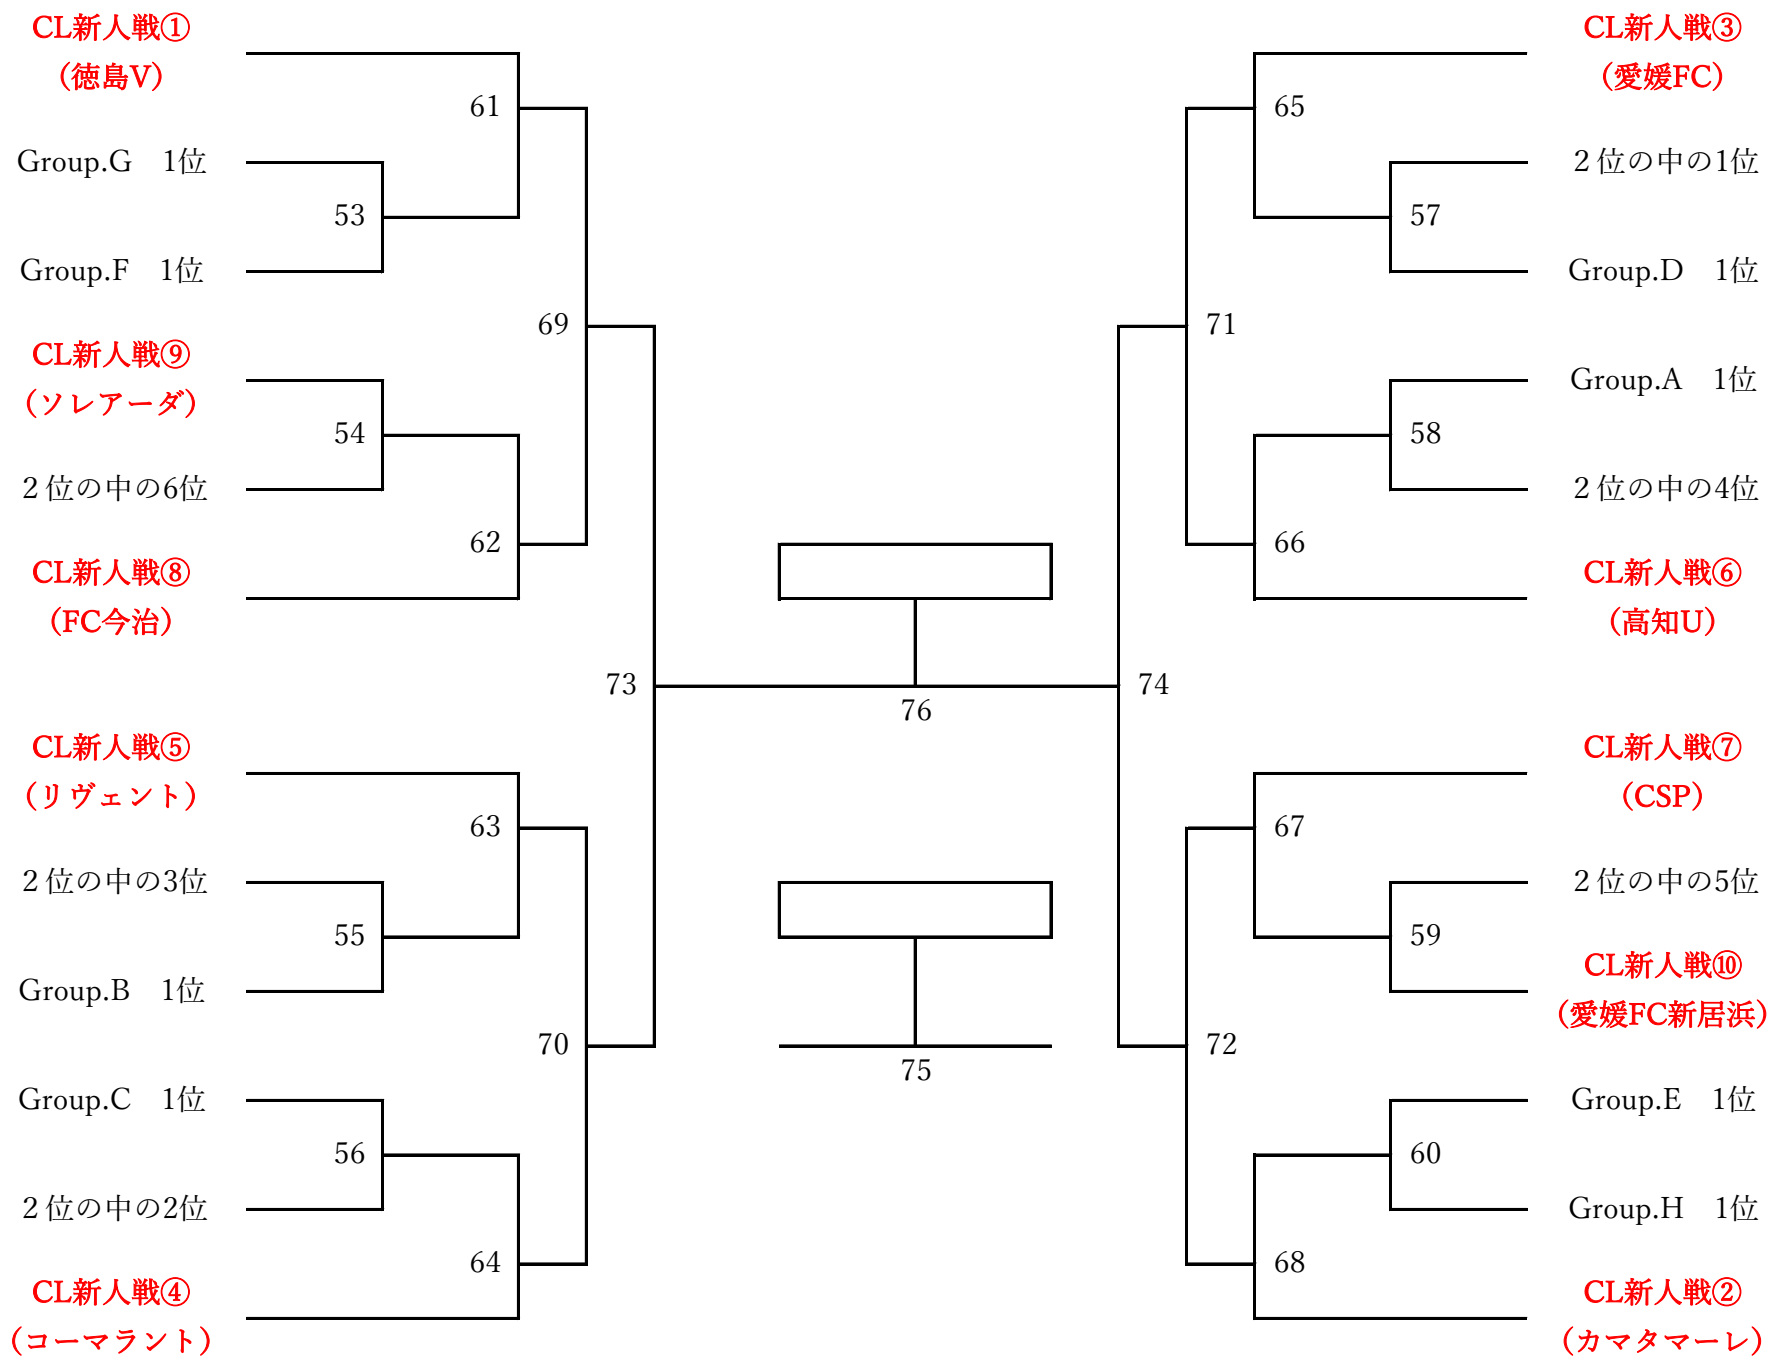 CL新人戦①
（徳島V）
61
Group.G　1位
53
Group.F　1位
69
CL新人戦⑨
（ソレアーダ）
54
２位の中の6位
62
CL新人戦⑧
（FC今治）
73
CL新人戦⑤
（リヴェント）
63
２位の中の3位
55
Group.B　1位
70
Group.C　1位
56
２位の中の2位
64
CL新人戦④
（コーマラント）
76
75
CL新人戦③
（愛媛FC）
65
２位の中の1位
57
Group.D　1位
71
Group.A　1位
58
２位の中の4位
66
CL新人戦⑥
（高知U）
74
CL新人戦⑦
（CSP）
67
２位の中の5位
59
CL新人戦⑩
（愛媛FC新居浜）
72
Group.E　1位
60
Group.H　1位
68
CL新人戦②
（カマタマーレ）